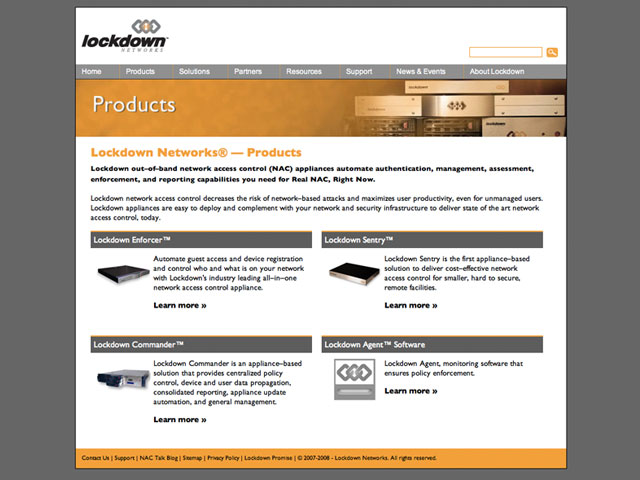 lockdown™
NETWORKS
Home
Products
Solutions
Partners
Resources
Support
News & Events
About Lockdown
Products
Lockdown Networks® — Products
Lockdown out-of-band network access control (NAC) appliances automate authentication, management, assessment,
enforcement, and reporting capabilities you need for Real NAC, Right Now.
Lockdown network access control decreases the risk of network-based attacks and maximizes user productivity, even for unmanaged users.
Lockdown appliances are easy to deploy and complement with your network and security infrastructure to deliver state of the art network
access control, today.
Lockdown Enforcer™
Automate guest access and device registration
and control who and what is on your network
with Lockdown's industry leading all-in-one
network access control appliance.
Learn more »
Lockdown Sentry™
Lockdown Sentry is the first appliance-based
solution to deliver cost-effective network
access control for smaller, hard to secure,
remote facilities.
Learn more »
Lockdown Commander™
Lockdown Commander is an appliance-based
solution that provides centralized policy
control, device and user data propagation,
consolidated reporting, appliance update
automation, and general management.
Learn more »
Lockdown Agent™ Software
Lockdown Agent, monitoring software that
ensures policy enforcement.
Learn more »
Contact Us | Support | NAC Talk Blog | Sitemap | Privacy Policy | Lockdown Promise | © 2007-2008 - Lockdown Networks. All rights reserved.